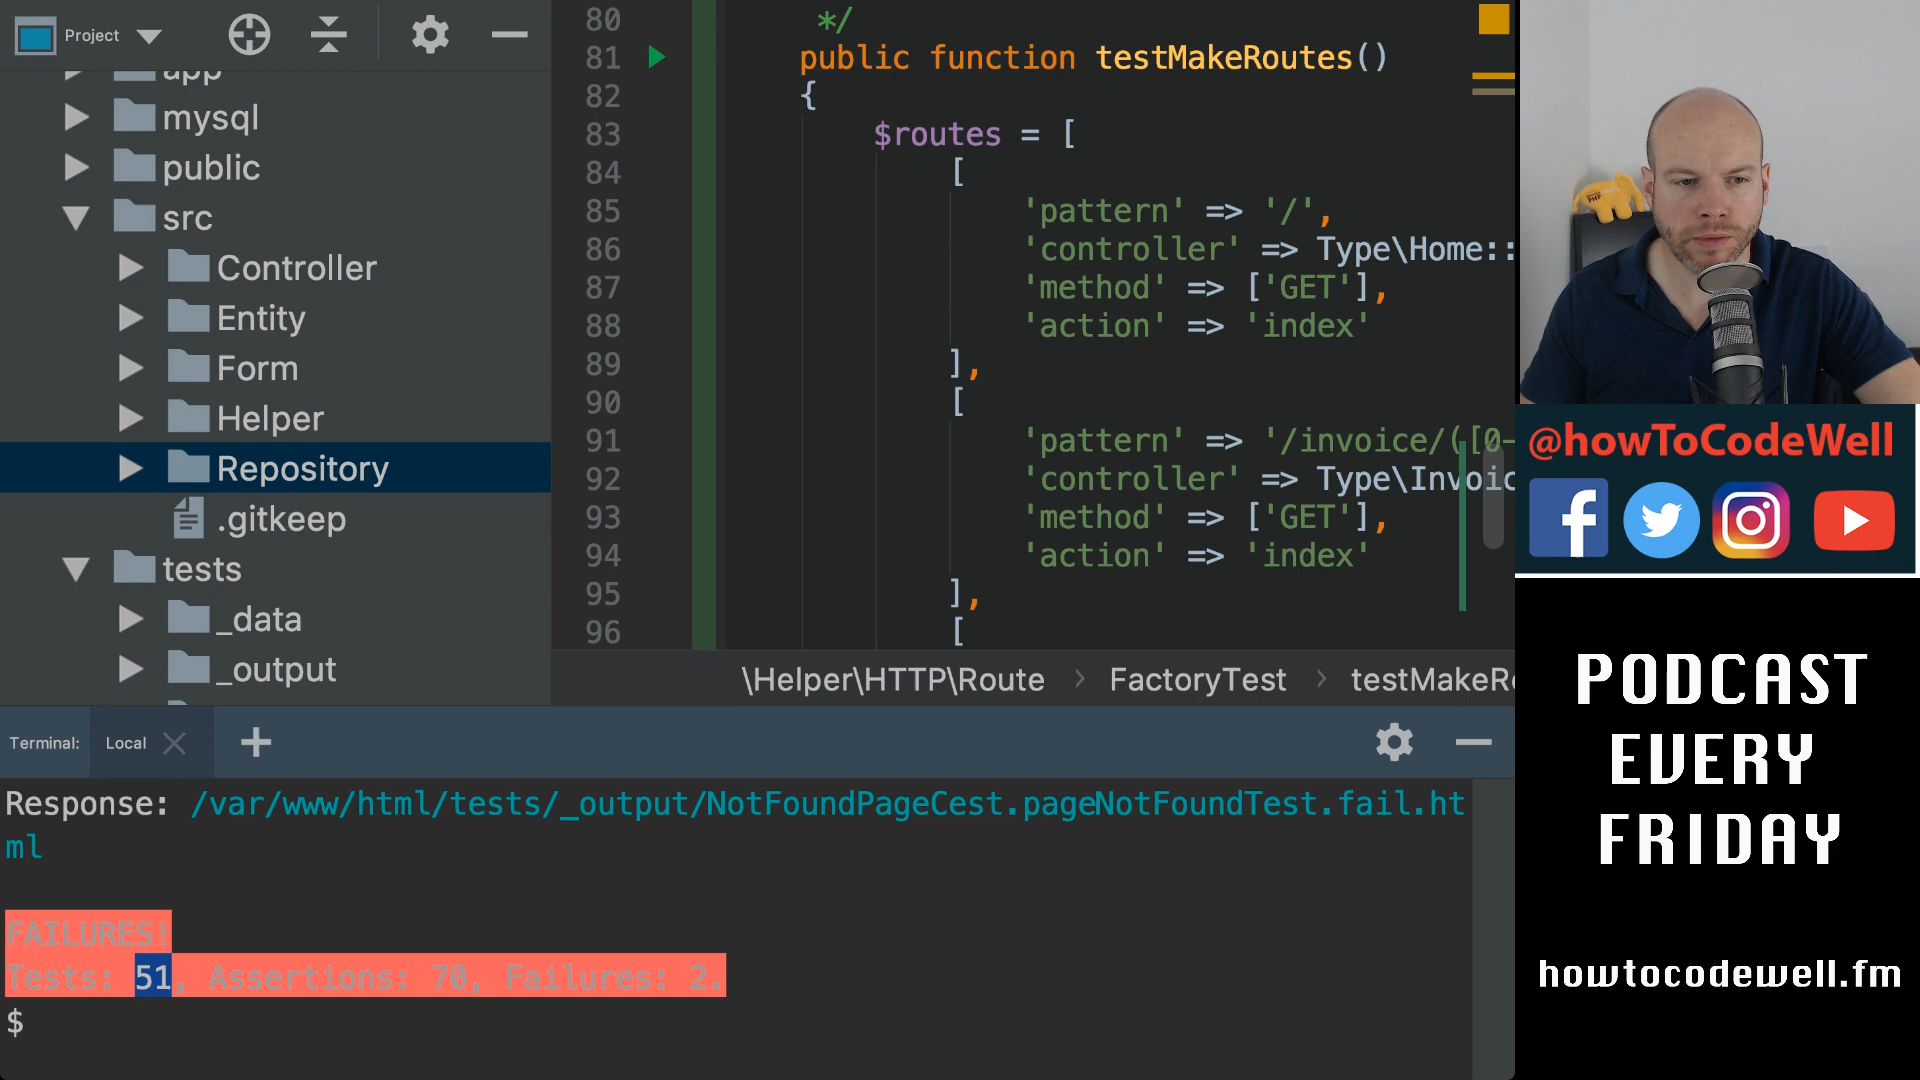 Project
app
mysql
public
src
Controller
Entity
Form
Helper
Repository
.gitkeep
tests
_data
_output
80 */
81 public function testMakeRoutes()
82 {
83 $routes = [
84 [
85 'pattern' => '/',
86 'controller' => Type\Home::
87 'method' => ['GET'],
88 'action' => 'index'
89 ],
90 [
91 'pattern' => '/invoice/([0-
92 'controller' => Type\Invoic
93 'method' => ['GET'],
94 'action' => 'index'
95 ],
96 [
\Helper\HTTP\Route > FactoryTest > testMakeR
Terminal: Local
Response: /var/www/html/tests/_output/NotFoundPageCest.pageNotFoundTest.fail.ht
ml
FAILURES!
Tests: 51, Assertions: 70, Failures: 2.
$
@howToCodeWell
PODCAST
EVERY
FRIDAY
howtocodewell.fm